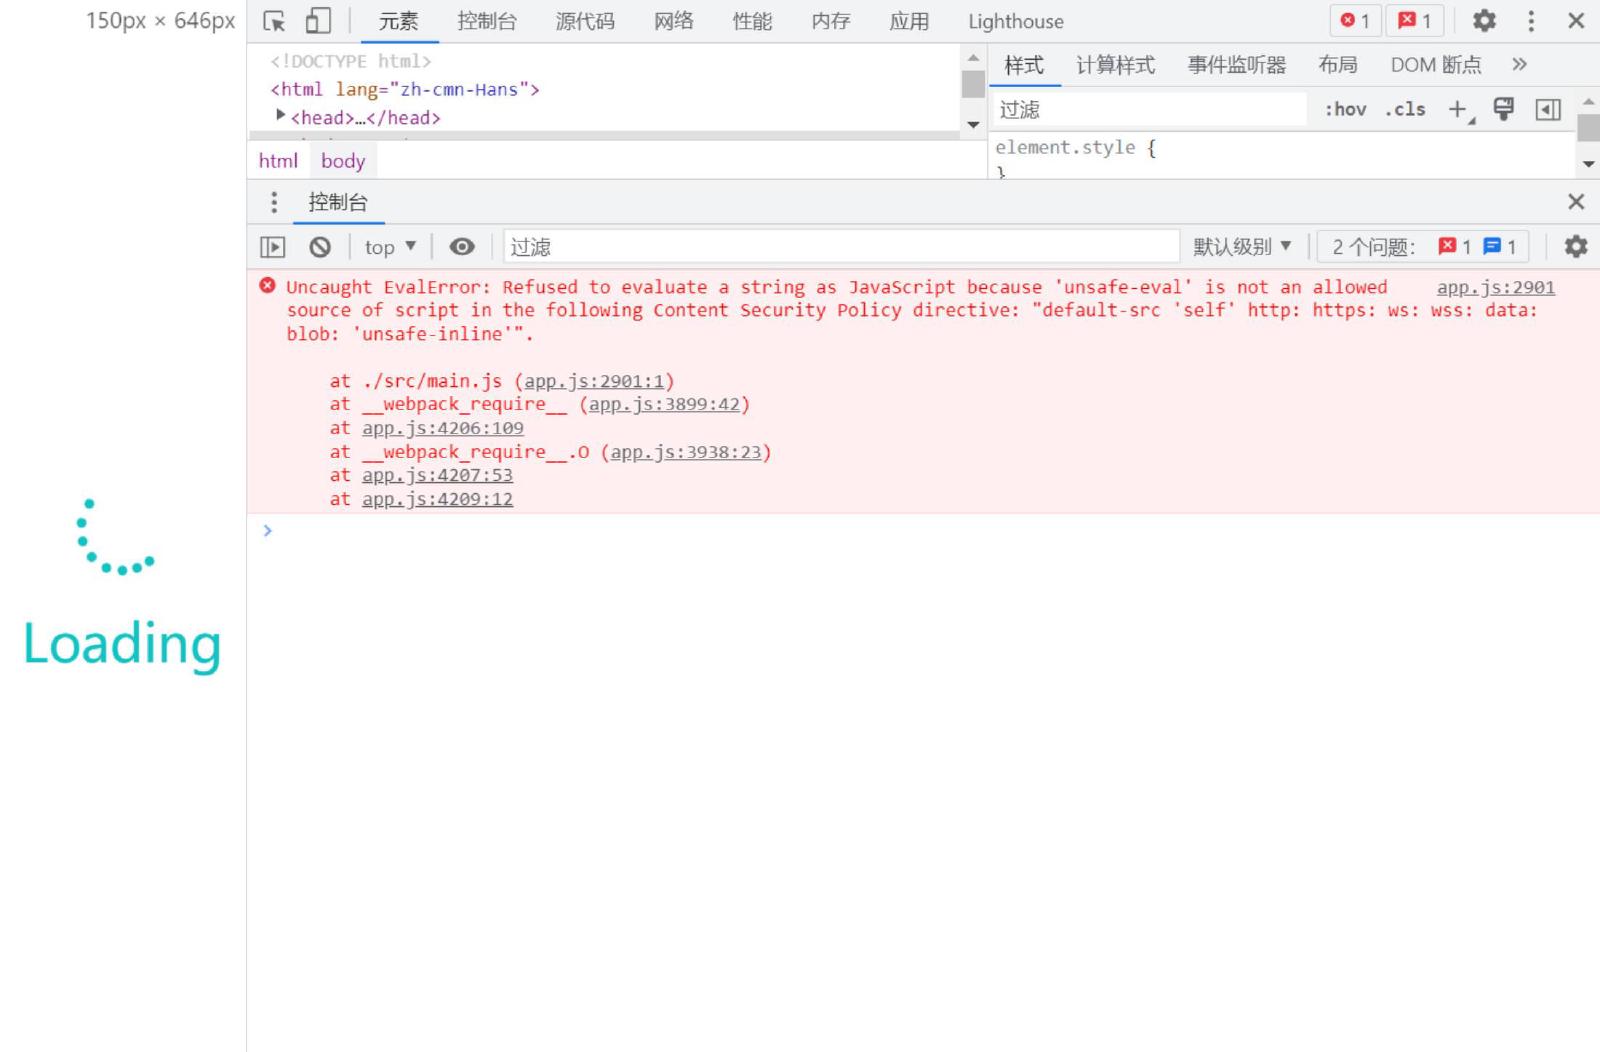 150px × 646px
元素 控制台 源代码 网络 性能 内存 应用 Lighthouse 1 1
<!DOCTYPE html>
<html lang="zh-cmn-Hans">
<head>…</head>
html body
样式 计算样式 事件监听器 布局 DOM 断点 »
过滤 :hov .cls +
element.style {
}
控制台
top 过滤 默认级别 2 个问题: 1 1
Uncaught EvalError: Refused to evaluate a string as JavaScript because 'unsafe-eval' is not an allowed app.js:2901
source of script in the following Content Security Policy directive: "default-src 'self' http: https: ws: wss: data:
blob: 'unsafe-inline'".
at ./src/main.js (app.js:2901:1)
at __webpack_require__ (app.js:3899:42)
at app.js:4206:109
at __webpack_require__.O (app.js:3938:23)
at app.js:4207:53
at app.js:4209:12
Loading